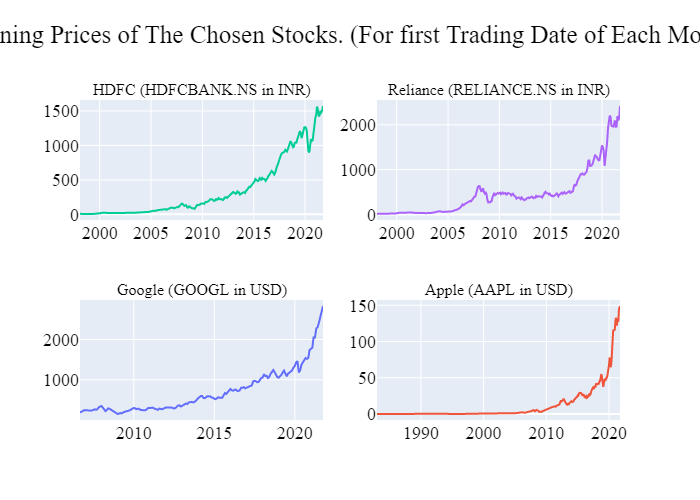 ning Prices of The Chosen Stocks. (For first Trading Date of Each Mo
HDFC (HDFCBANK.NS in INR)
1500
1000
500
0
2000 2005 2010 2015 2020
Reliance (RELIANCE.NS in INR)
2000
1000
0
2000 2005 2010 2015 2020
Google (GOOGL in USD)
2000
1000
2010 2015 2020
Apple (AAPL in USD)
150
100
50
0
1990 2000 2010 2020